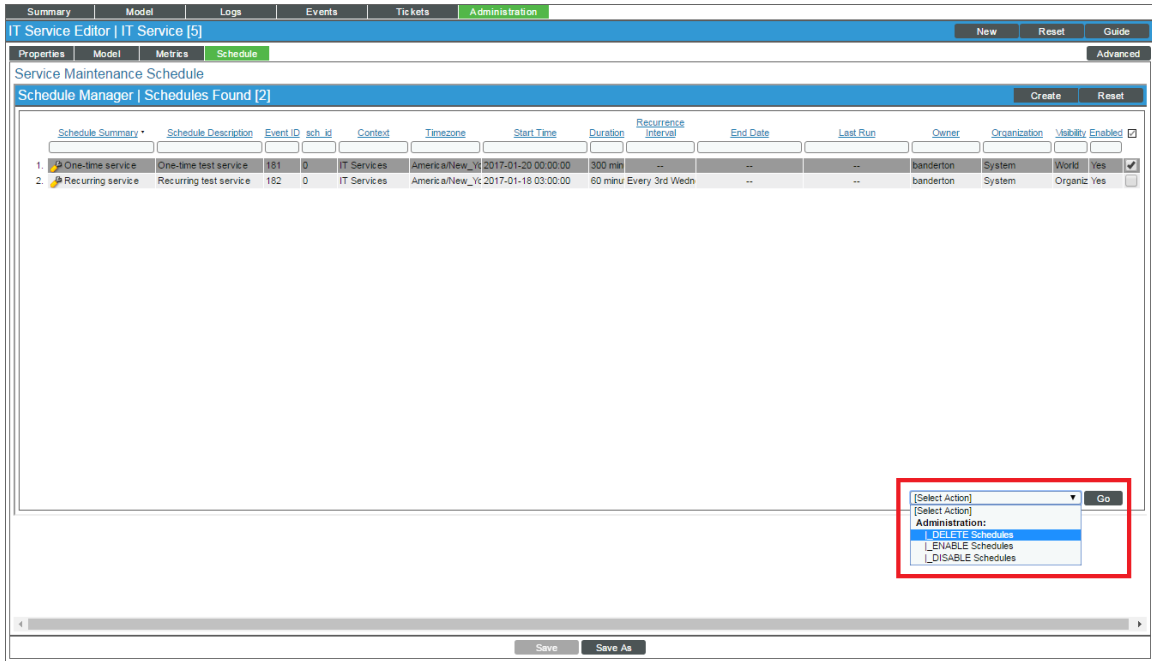 Summary Model Logs Events Tickets Administration
IT Service Editor | IT Service [5] New Reset Guide
Properties Model Metrics Schedule Advanced
Service Maintenance Schedule
Schedule Manager | Schedules Found [2] Create Reset
Schedule Summary Schedule Description Event ID sch_id Context Timezone Start Time Duration Recurrence Interval End Date Last Run Owner Organization Visibility Enabled
1. One-time service One-time test service 181 0 IT Services America/New_Yo 2017-01-20 00:00:00 300 min -- -- -- banderton System World Yes
2. Recurring service Recurring test service 182 0 IT Services America/New_Yo 2017-01-18 03:00:00 60 minu Every 3rd Wedn -- -- banderton System Organiz Yes
[Select Action] Go
[Select Action]
Administration:
|_DELETE Schedules
|_ENABLE Schedules
|_DISABLE Schedules
Save Save As